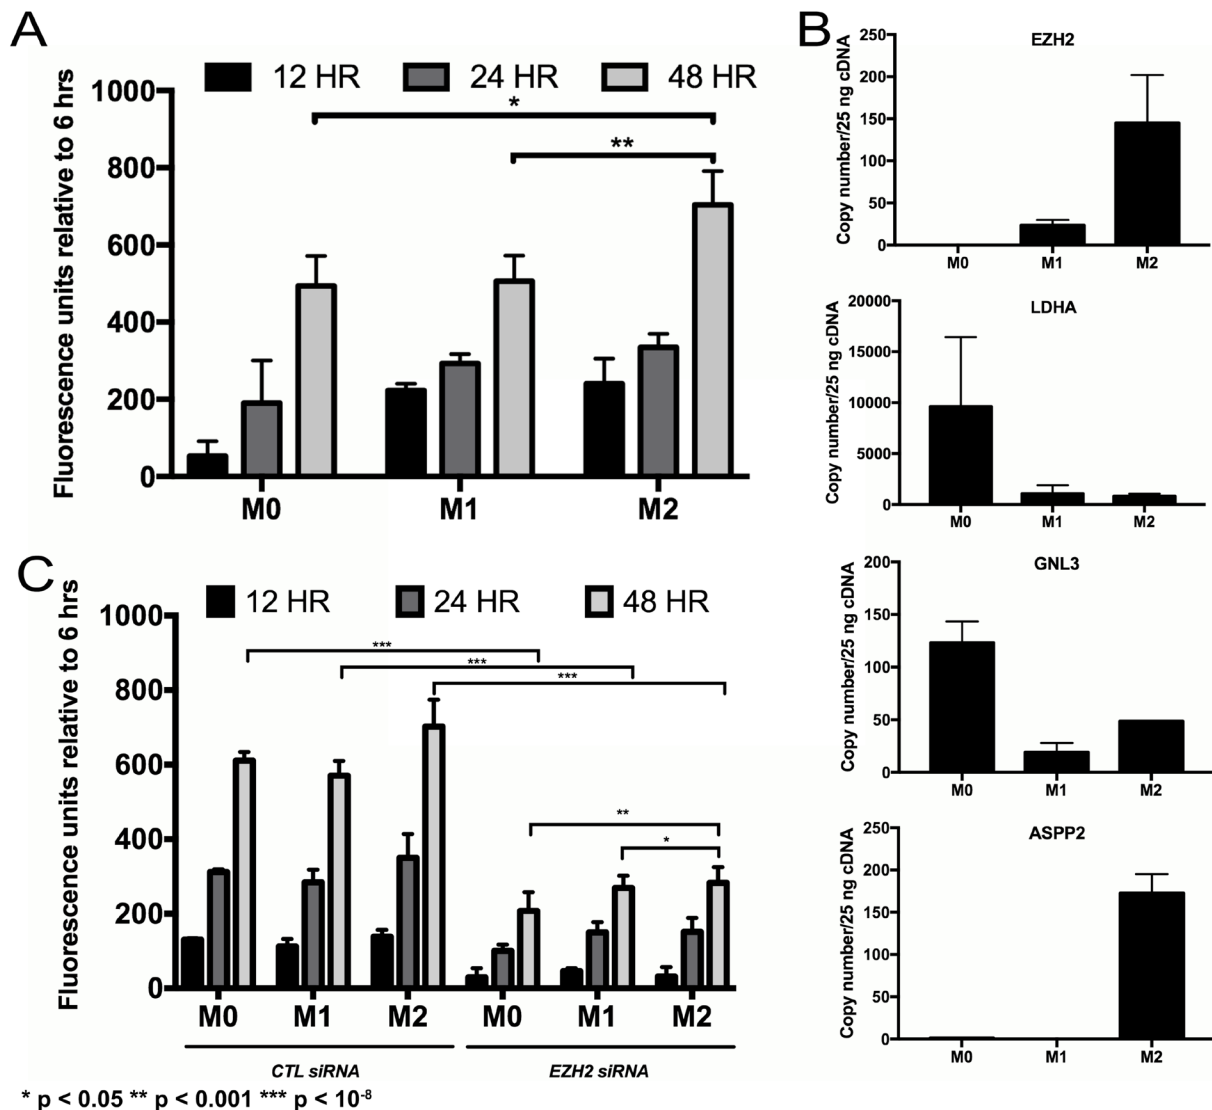 A
12 HR 24 HR 48 HR
Fluorescence units relative to 6 hrs
1000
800
600
400
200
0
*
**
M0 M1 M2
B
EZH2
Copy number/25 ng cDNA
250
200
150
100
50
0
M0 M1 M2
LDHA
Copy number/25 ng cDNA
20000
15000
10000
5000
0
M0 M1 M2
GNL3
Copy number/25 ng cDNA
200
150
100
50
0
M0 M1 M2
ASPP2
Copy number/25 ng cDNA
250
200
150
100
50
0
M0 M1 M2
C
12 HR 24 HR 48 HR
Fluorescence units relative to 6 hrs
1000
800
600
400
200
0
***
***
***
**
*
M0 M1 M2 M0 M1 M2
CTL siRNA EZH2 siRNA
* p < 0.05 ** p < 0.001 *** p < 10-8